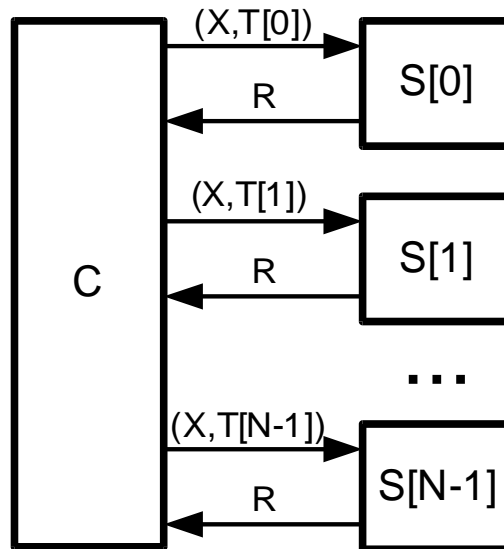 (X,T[0])
S[0]
R
(X,T[1])
S[1]
R
C
...
(X,T[N-1])
S[N-1]
R